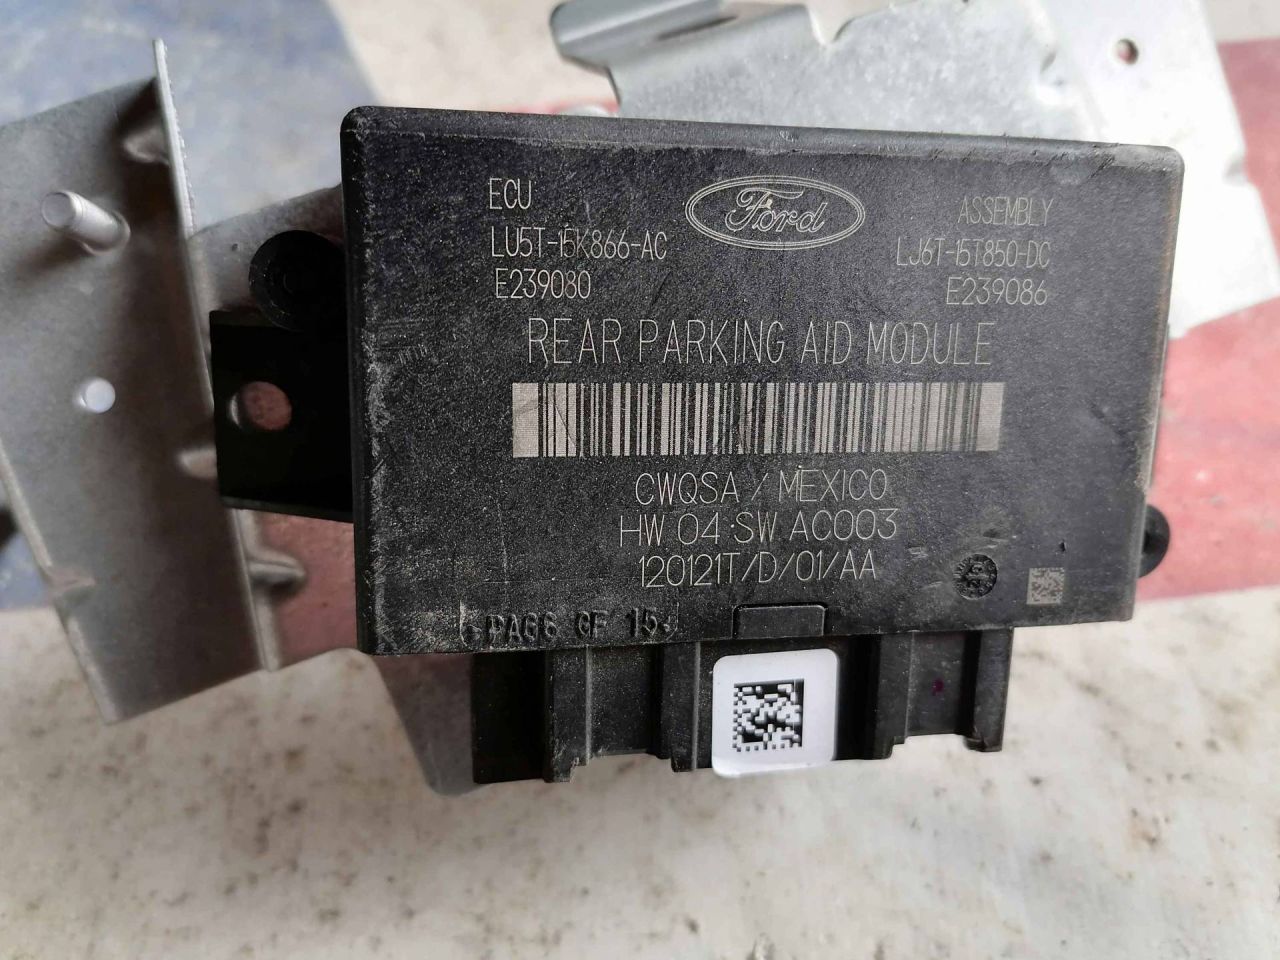 ECU
LU5T-15K866-AC
E239080
Ford
ASSEMBLY
LJ6T-15T850-DC
E239086
REAR PARKING AID MODULE
CWQSA / MEXICO
HW 04 SW AC003
120121T/D/01/AA
>PA66 GF 15<